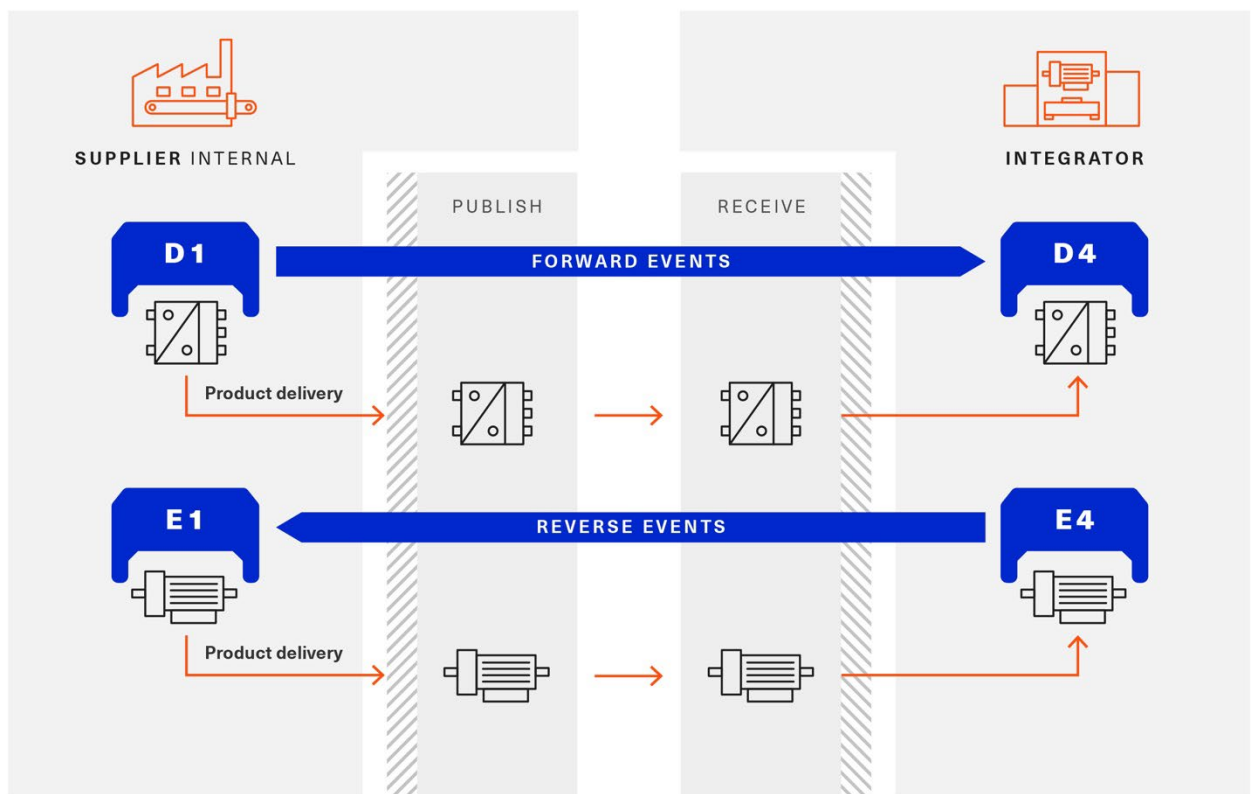 SUPPLIER INTERNAL
INTEGRATOR
PUBLISH
RECEIVE
D1
FORWARD EVENTS
D4
Product delivery
E1
REVERSE EVENTS
E4
Product delivery